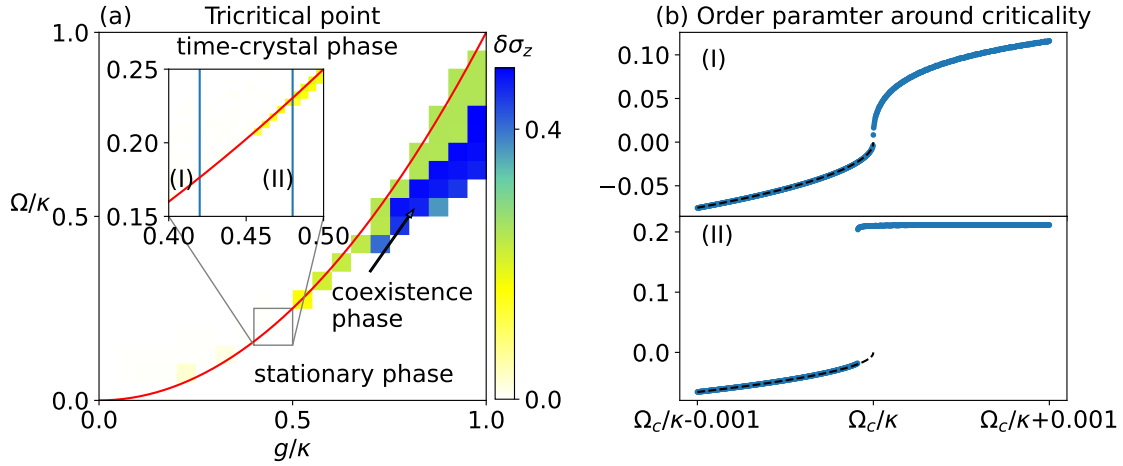 (a) Tricritical point
1.0
time-crystal phase
δσz
0.25
0.20
0.15
(I)
(II)
0.40 0.45 0.50
Ω/κ
0.5
0.4
coexistence
phase
stationary phase
0.0
0.0
0.0 0.5 1.0
g/κ
(b) Order paramter around criticality
(I)
0.10
0.05
0.00
−0.05
(II)
0.2
0.1
0.0
Ωc/κ-0.001 Ωc/κ Ωc/κ+0.001